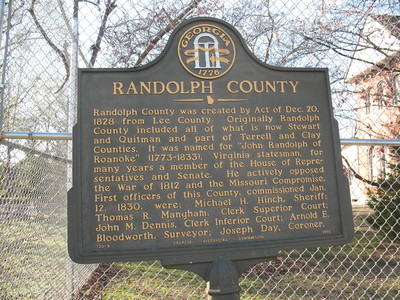 GEORGIA
1776
RANDOLPH COUNTY
Randolph County was created by Act of Dec. 20,
1828 from Lee County. Originally Randolph
County included all of what is now Stewart
and Quitman and part of Terrell and Clay
Counties. It was named for "John Randolph of
Roanoke" (1773-1833), Virginia statesman, for
many years a member of the House of Repre-
sentatives and Senate. He actively opposed
the War of 1812 and the Missouri Compromise.
First officers of this County, commissioned Jan.
12, 1830, were: Michael H. Hinch, Sheriff;
Thomas R. Mangham, Clerk Superior Court;
John M. Dennis, Clerk Inferior Court; Arnold E.
Bloodworth, Surveyor; Joseph Day, Coroner.
GEORGIA HISTORICAL COMMISSION